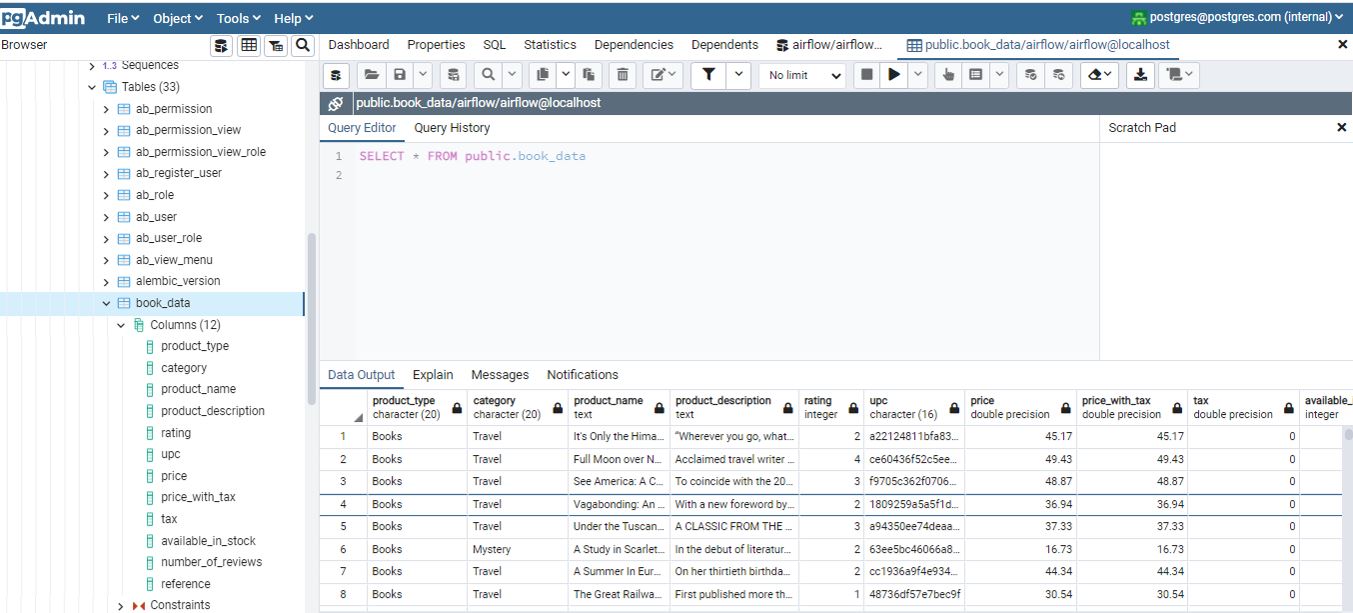 pgAdmin File Object Tools Help postgres@postgres.com (internal)
Browser Dashboard Properties SQL Statistics Dependencies Dependents airflow/airflow... public.book_data/airflow/airflow@localhost
No limit
public.book_data/airflow/airflow@localhost
Query Editor Query History
Scratch Pad
1 SELECT * FROM public.book_data
2
1..3 Sequences
Tables (33)
ab_permission
ab_permission_view
ab_permission_view_role
ab_register_user
ab_role
ab_user
ab_user_role
ab_view_menu
alembic_version
book_data
Columns (12)
product_type
category
product_name
product_description
rating
upc
price
price_with_tax
tax
available_in_stock
number_of_reviews
reference
Constraints
Data Output Explain Messages Notifications
product_type category product_name product_description rating upc price price_with_tax tax available_
character (20) character (20) text text integer character (16) double precision double precision double precision integer
1 Books Travel It's Only the Hima... “Wherever you go, what... 2 a22124811bfa83... 45.17 45.17 0
2 Books Travel Full Moon over N... Acclaimed travel writer ... 4 ce60436f52c5ee... 49.43 49.43 0
3 Books Travel See America: A C... To coincide with the 20... 3 f9705c362f0706... 48.87 48.87 0
4 Books Travel Vagabonding: An ... With a new foreword by... 2 1809259a5a5f1d... 36.94 36.94 0
5 Books Travel Under the Tuscan... A CLASSIC FROM THE ... 3 a94350ee74deaa... 37.33 37.33 0
6 Books Mystery A Study in Scarlet... In the debut of literatur... 2 63ee5bc46066a8... 16.73 16.73 0
7 Books Travel A Summer In Eur... On her thirtieth birthda... 2 cc1936a9f4e934... 44.34 44.34 0
8 Books Travel The Great Railwa... First published more th... 1 48736df57e7bec9f 30.54 30.54 0